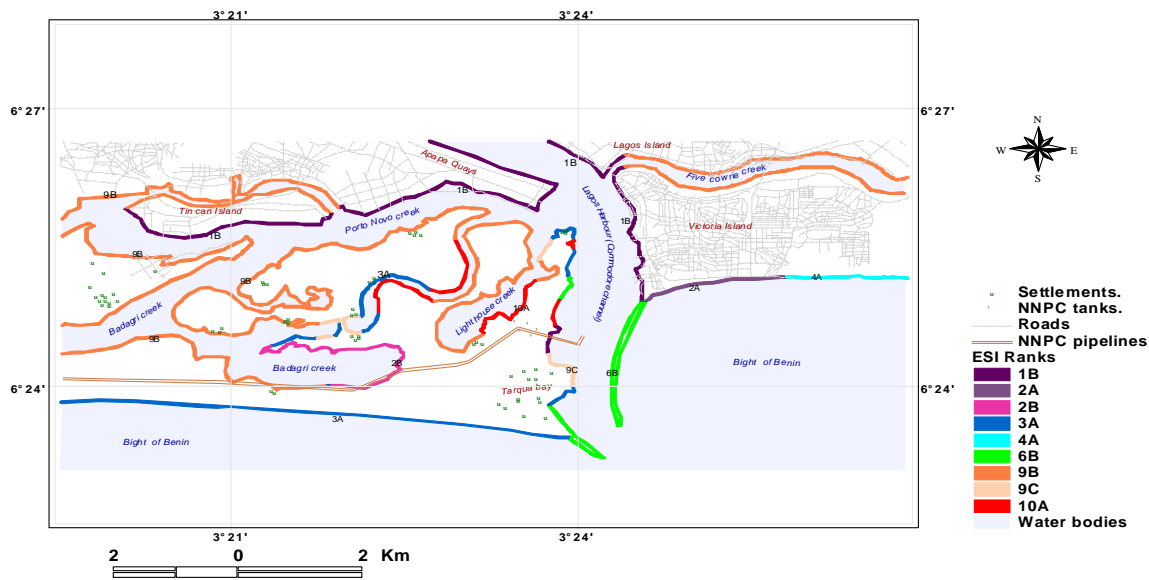 3° 21'
3° 24'
6° 27'
6° 27'
N
W
E
S
Lagos Island
1B
Apapa Quays
Five cowrie creek
9B
1B
Tin can Island
Porto Novo creek
1B
Lagos Harbour (Commodore channel)
Victoria Island
1B
9B
3A
4A
9B
2A
10A
Light house creek
Badagri creek
9B
2B
Badagri creek
9C
6B
Bight of Benin
6° 24'
6° 24'
Tarqua bay
3A
Bight of Benin
Settlements.
NNPC tanks.
Roads
NNPC pipelines
ESI Ranks
1B
2A
2B
3A
4A
6B
9B
9C
10A
Water bodies
3° 21'
3° 24'
2 0 2 Km